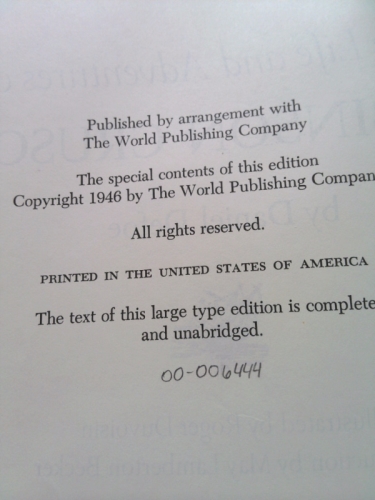 Published by arrangement with
The World Publishing Company
The special contents of this edition
Copyright 1946 by The World Publishing Compan
All rights reserved.
PRINTED IN THE UNITED STATES OF AMERICA
The text of this large type edition is complete
and unabridged.
00-006444